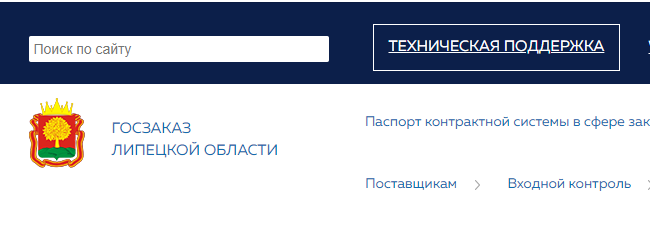 Поиск по сайту
ТЕХНИЧЕСКАЯ ПОДДЕРЖКА
ГОСЗАКАЗ
ЛИПЕЦКОЙ ОБЛАСТИ
Паспорт контрактной системы в сфере зак
Поставщикам
Входной контроль